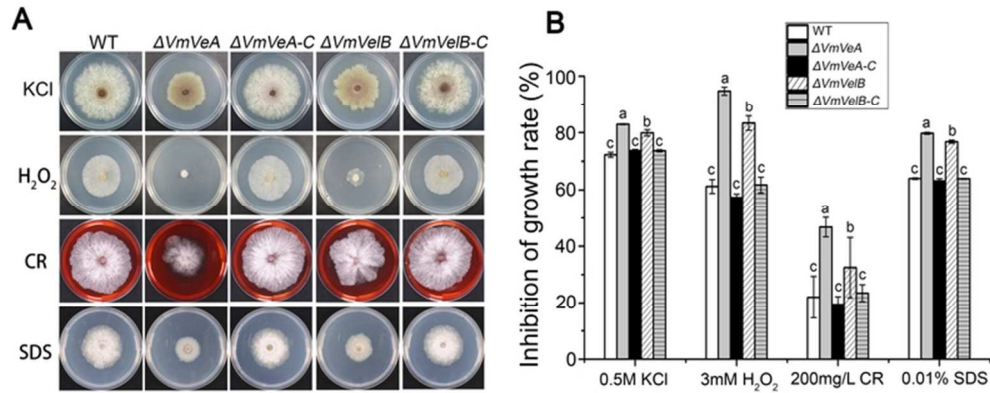 A
WT ΔVmVeA ΔVmVeA-C ΔVmVelB ΔVmVelB-C
KCl
H₂O₂
CR
SDS
B
WT
ΔVmVeA
ΔVmVeA-C
ΔVmVelB
ΔVmVelB-C
Inhibition of growth rate (%)
100
80
60
40
20
0
c a c b c
c a c b c
c a c b c
c a c b c
0.5M KCl 3mM H₂O₂ 200mg/L CR 0.01% SDS